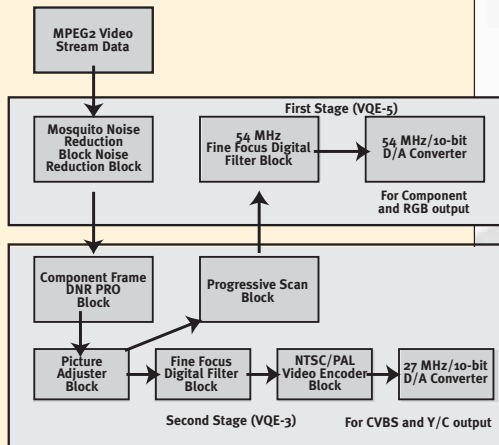 MPEG2 Video
Stream Data
First Stage (VQE-5)
Mosquito Noise
Reduction
Block Noise
Reduction Block
54 MHz
Fine Focus Digital
Filter Block
54 MHz/10-bit
D/A Converter
For Component
and RGB output
Component Frame
DNR PRO
Block
Progressive Scan
Block
Picture
Adjuster
Block
Fine Focus
Digital Filter
Block
NTSC/PAL
Video Encoder
Block
27 MHz/10-bit
D/A Converter
Second Stage (VQE-3)
For CVBS and Y/C output